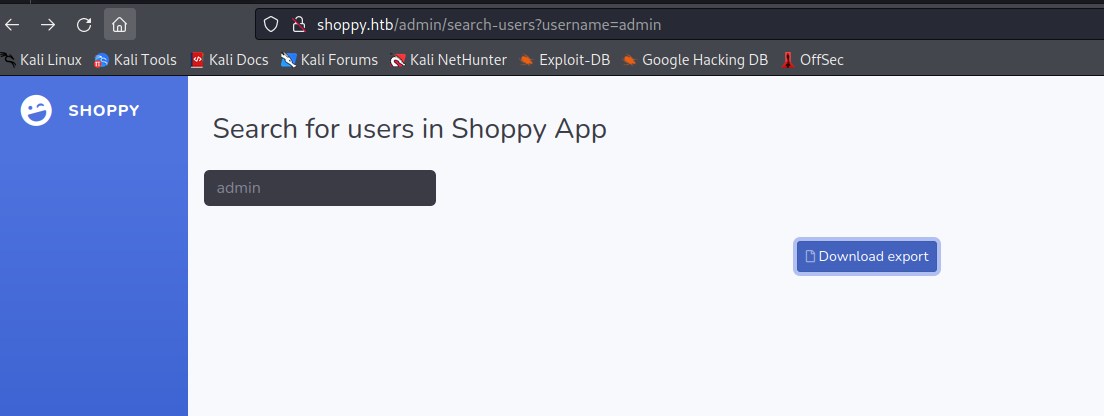 shoppy.htb/admin/search-users?username=admin
Kali Linux Kali Tools Kali Docs Kali Forums Kali NetHunter Exploit-DB Google Hacking DB OffSec
SHOPPY
Search for users in Shoppy App
admin
Download export